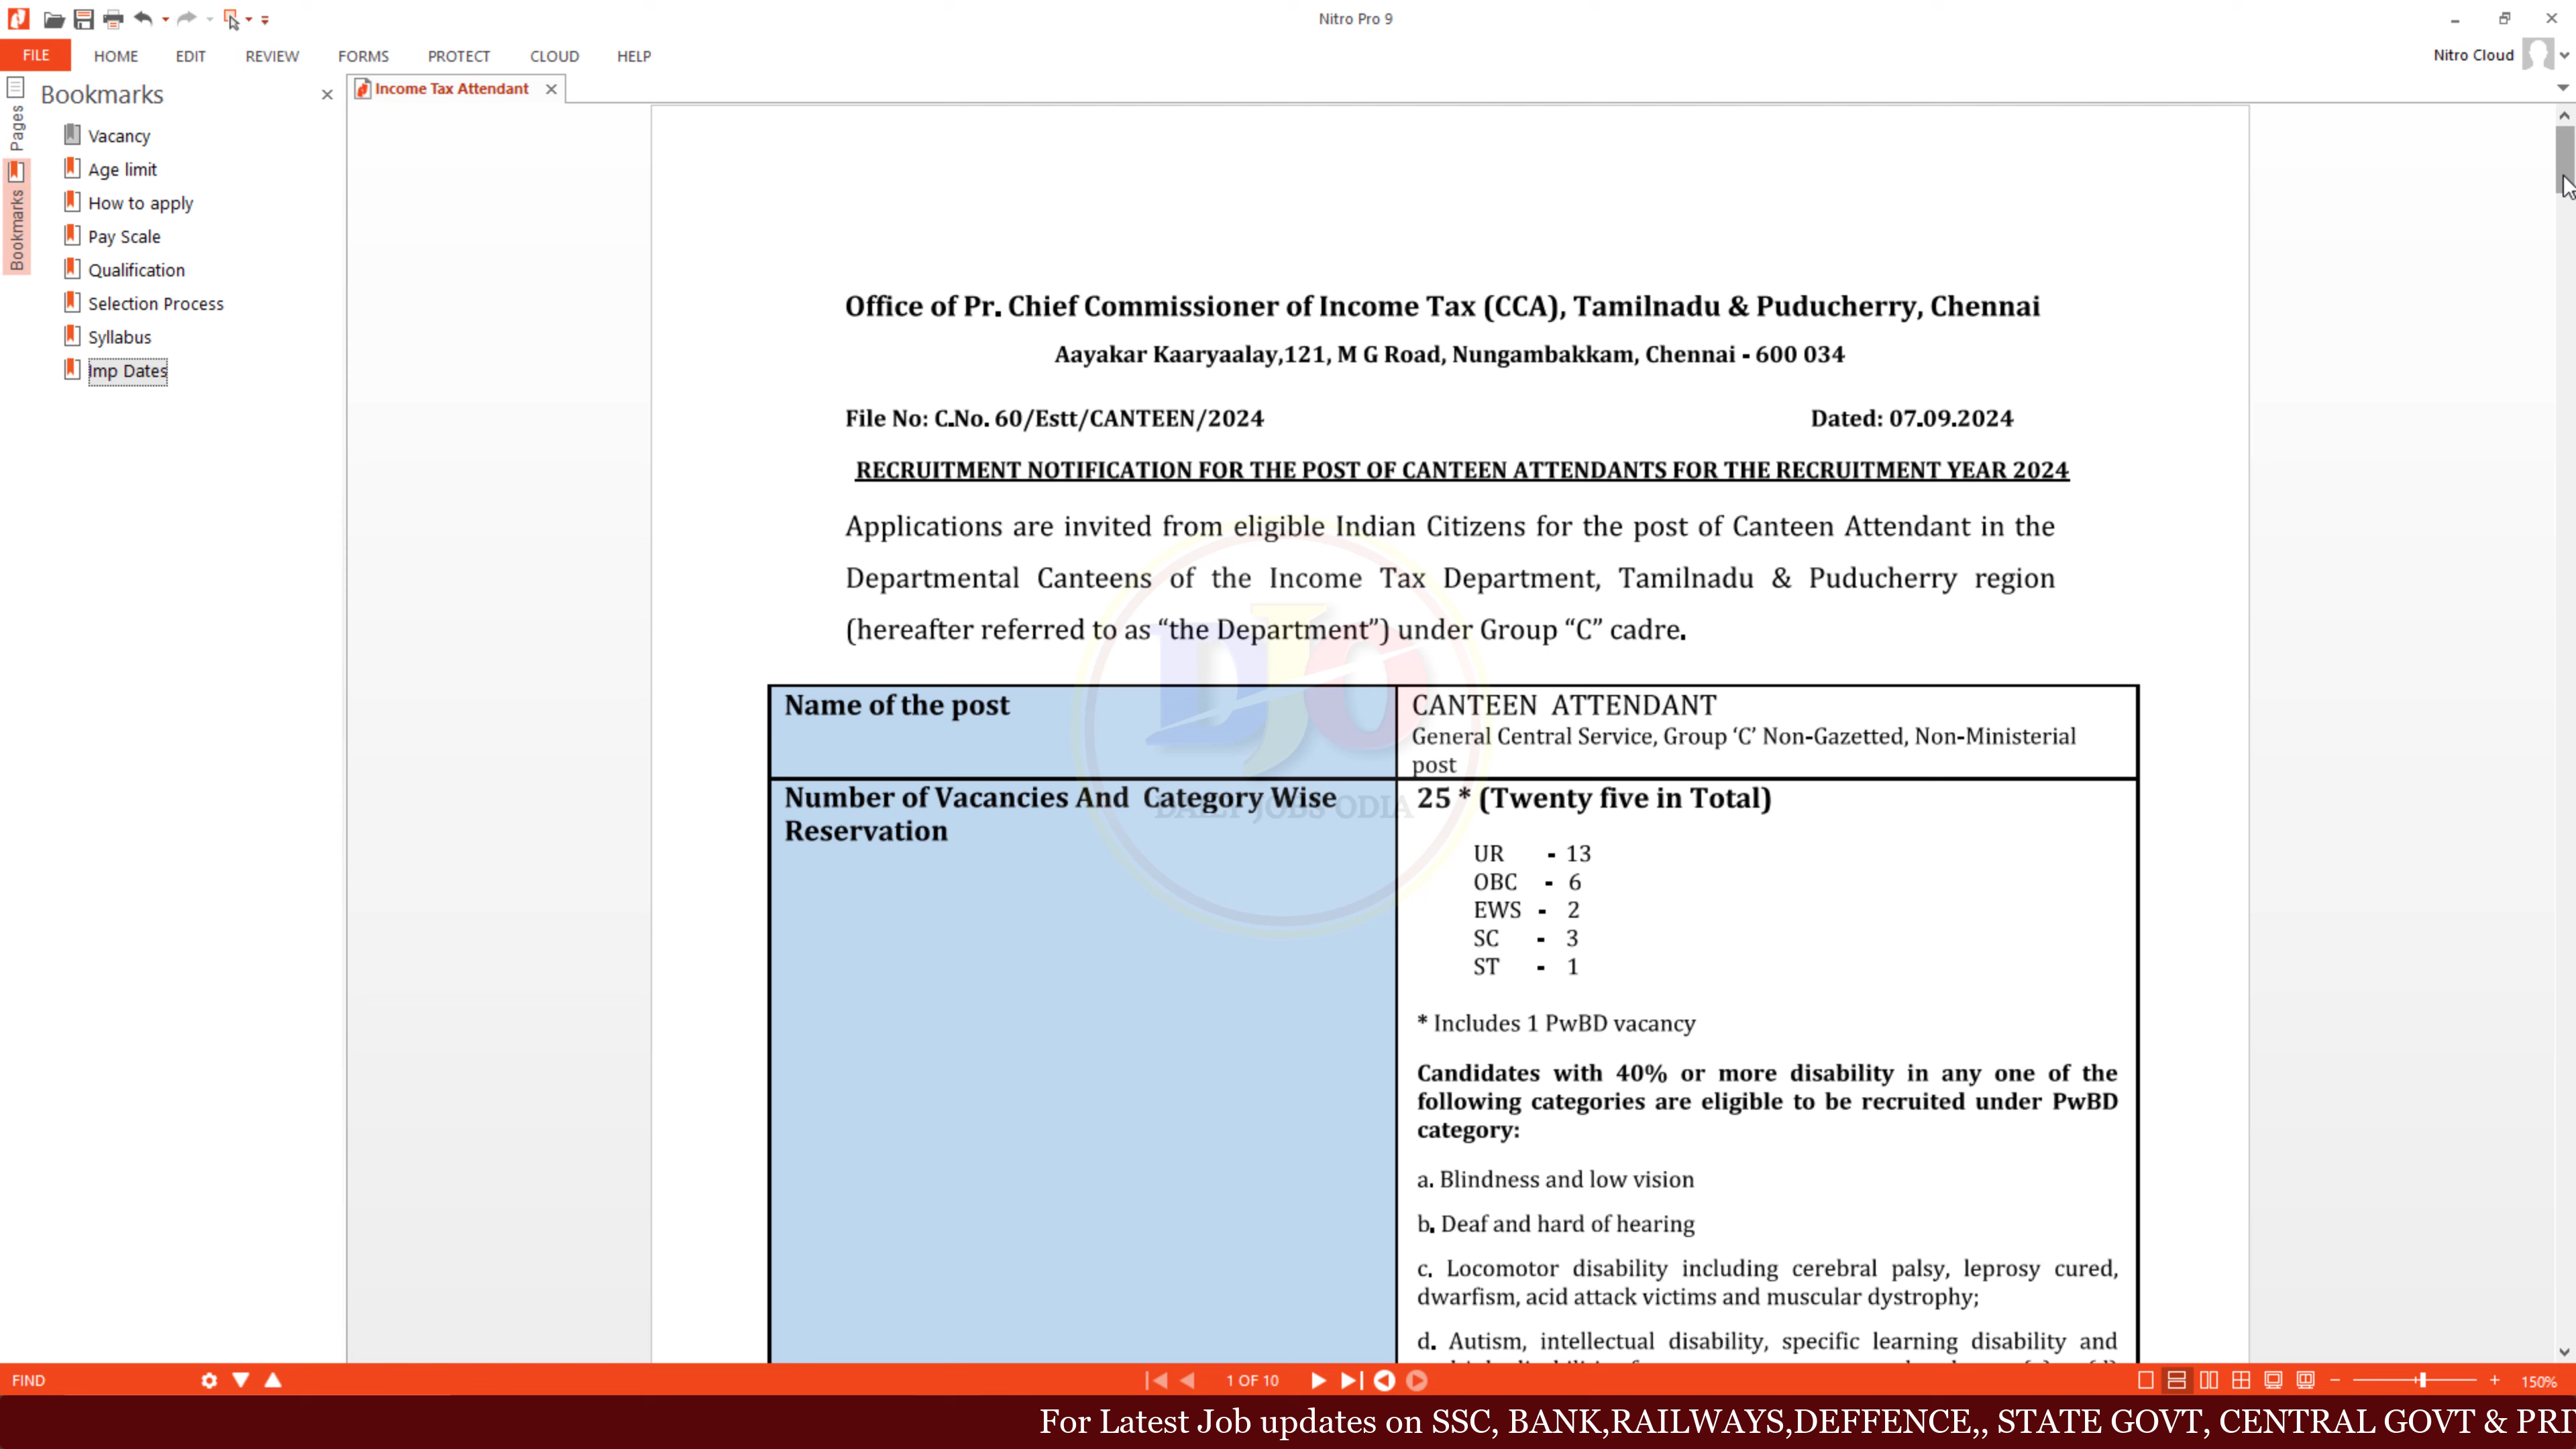 Nitro Pro 9
FILE HOME EDIT REVIEW FORMS PROTECT CLOUD HELP
Nitro Cloud
Pages
Bookmarks
Bookmarks
Vacancy
Age limit
How to apply
Pay Scale
Qualification
Selection Process
Syllabus
Imp Dates
Income Tax Attendant
Office of Pr. Chief Commissioner of Income Tax (CCA), Tamilnadu & Puducherry, Chennai
Aayakar Kaaryaalay,121, M G Road, Nungambakkam, Chennai - 600 034
File No: C.No. 60/Estt/CANTEEN/2024 Dated: 07.09.2024
RECRUITMENT NOTIFICATION FOR THE POST OF CANTEEN ATTENDANTS FOR THE RECRUITMENT YEAR 2024
Applications are invited from eligible Indian Citizens for the post of Canteen Attendant in the
Departmental Canteens of the Income Tax Department, Tamilnadu & Puducherry region
(hereafter referred to as “the Department”) under Group “C” cadre.
DJO
DAILY JOBS ODIA
Name of the post
CANTEEN ATTENDANT
General Central Service, Group ‘C’ Non-Gazetted, Non-Ministerial
post
Number of Vacancies And Category Wise
Reservation
25 * (Twenty five in Total)
UR - 13
OBC - 6
EWS - 2
SC - 3
ST - 1
* Includes 1 PwBD vacancy
Candidates with 40% or more disability in any one of the
following categories are eligible to be recruited under PwBD
category:
a. Blindness and low vision
b. Deaf and hard of hearing
c. Locomotor disability including cerebral palsy, leprosy cured,
dwarfism, acid attack victims and muscular dystrophy;
d. Autism, intellectual disability, specific learning disability and
FIND
1 OF 10
150%
For Latest Job updates on SSC, BANK,RAILWAYS,DEFFENCE,, STATE GOVT, CENTRAL GOVT & PRI